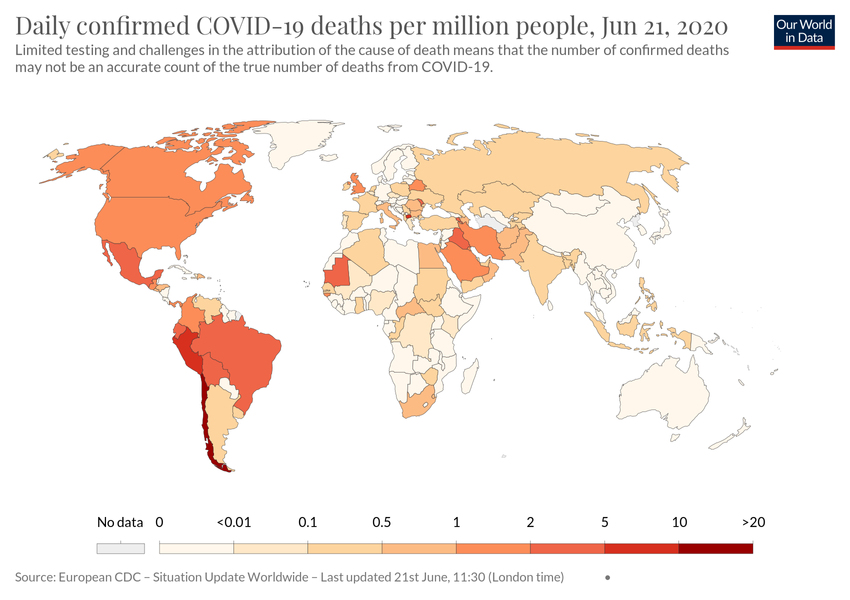 Daily confirmed COVID-19 deaths per million people, Jun 21, 2020
Our World
in Data
Limited testing and challenges in the attribution of the cause of death means that the number of confirmed deaths
may not be an accurate count of the true number of deaths from COVID-19.
No data 0 <0.01 0.1 0.5 1 2 5 10 >20
Source: European CDC – Situation Update Worldwide – Last updated 21st June, 11:30 (London time) •